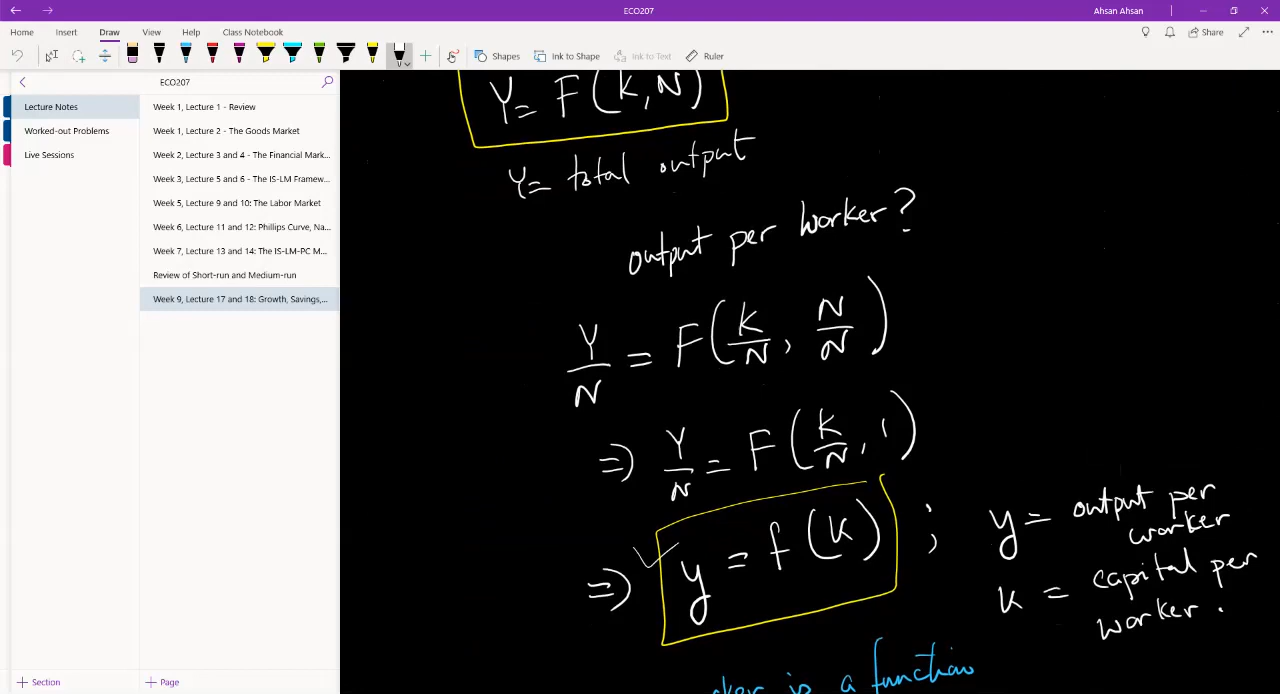 ECO207
Ahsan Ahsan
Home Insert Draw View Help Class Notebook
Share
Shapes Ink to Shape Ink to Text Ruler
ECO207
Lecture Notes
Worked-out Problems
Live Sessions
Week 1, Lecture 1 - Review
Week 1, Lecture 2 - The Goods Market
Week 2, Lecture 3 and 4 - The Financial Mark...
Week 3, Lecture 5 and 6 - The IS-LM Framew...
Week 5, Lecture 9 and 10: The Labor Market
Week 6, Lecture 11 and 12: Phillips Curve, Na...
Week 7, Lecture 13 and 14: The IS-LM-PC M...
Review of Short-run and Medium-run
Week 9, Lecture 17 and 18: Growth, Savings,...
+ Section
+ Page
Y = F(K, N)
Y = total output
output per worker?
Y/N = F(K/N, N/N)
⇒ Y/N = F(K/N, 1)
⇒ ✓ y = f(k) ;
y = output per
worker
k = capital per
worker.
is a function